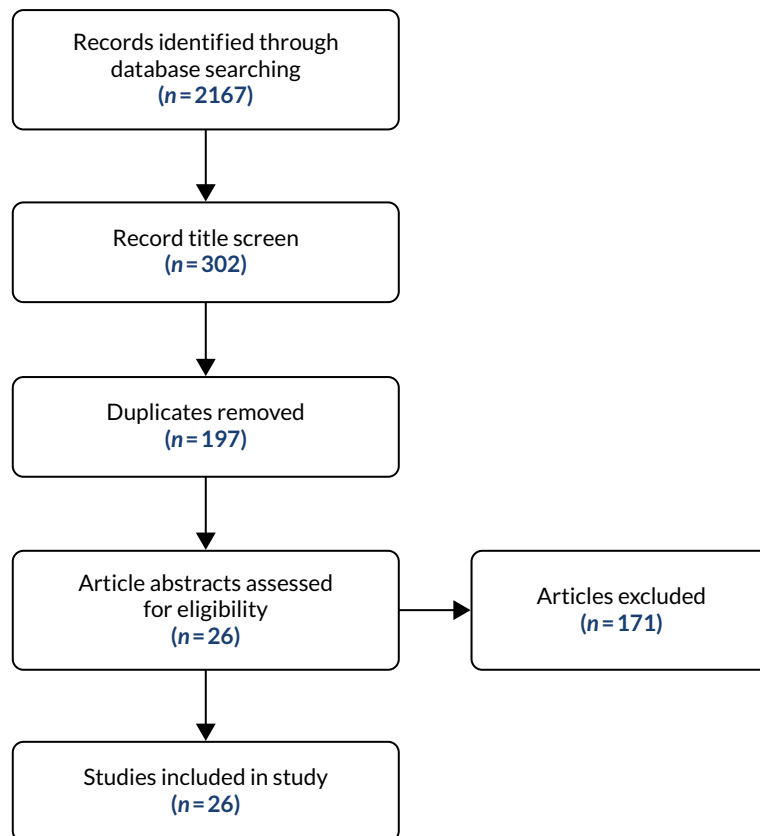 Records identified through
database searching
(n=2167)
Record title screen
(n=302)
Duplicates removed
(n=197)
Article abstracts assessed
for eligibility
(n=26)
Articles excluded
(n=171)
Studies included in study
(n=26)